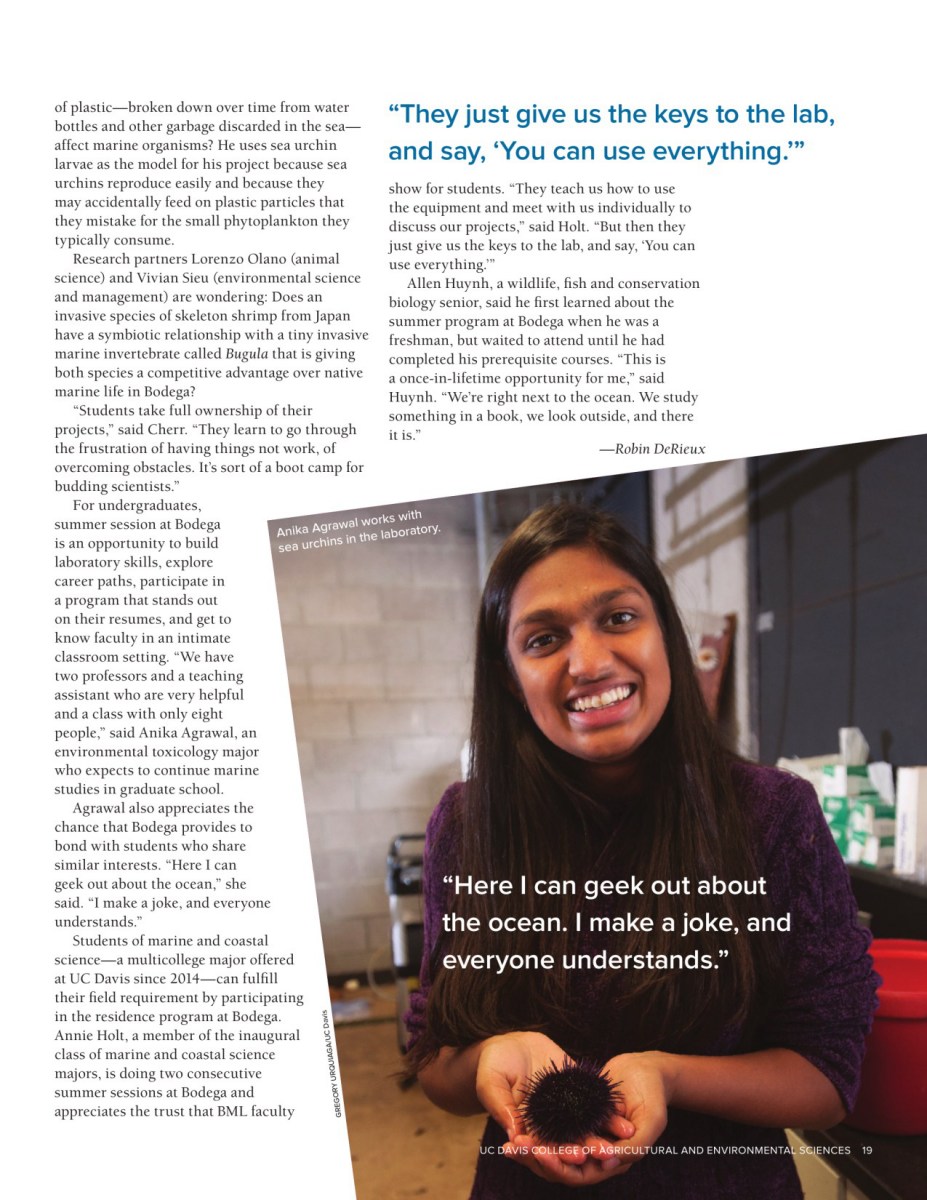 of plastic—broken down over time from water
bottles and other garbage discarded in the sea—
affect marine organisms? He uses sea urchin
larvae as the model for his project because sea
urchins reproduce easily and because they
may accidentally feed on plastic particles that
they mistake for the small phytoplankton they
typically consume.
Research partners Lorenzo Olano (animal
science) and Vivian Sieu (environmental science
and management) are wondering: Does an
invasive species of skeleton shrimp from Japan
have a symbiotic relationship with a tiny invasive
marine invertebrate called Bugula that is giving
both species a competitive advantage over native
marine life in Bodega?
“Students take full ownership of their
projects,” said Cherr. “They learn to go through
the frustration of having things not work, of
overcoming obstacles. It’s sort of a boot camp for
budding scientists.”
For undergraduates,
summer session at Bodega
is an opportunity to build
laboratory skills, explore
career paths, participate in
a program that stands out
on their resumes, and get to
know faculty in an intimate
classroom setting. “We have
two professors and a teaching
assistant who are very helpful
and a class with only eight
people,” said Anika Agrawal, an
environmental toxicology major
who expects to continue marine
studies in graduate school.
Agrawal also appreciates the
chance that Bodega provides to
bond with students who share
similar interests. “Here I can
geek out about the ocean,” she
said. “I make a joke, and everyone
understands.”
Students of marine and coastal
science—a multicollege major offered
at UC Davis since 2014—can fulfill
their field requirement by participating
in the residence program at Bodega.
Annie Holt, a member of the inaugural
class of marine and coastal science
majors, is doing two consecutive
summer sessions at Bodega and
appreciates the trust that BML faculty
“They just give us the keys to the lab,
and say, ‘You can use everything.’”
show for students. “They teach us how to use
the equipment and meet with us individually to
discuss our projects,” said Holt. “But then they
just give us the keys to the lab, and say, ‘You can
use everything.’”
Allen Huynh, a wildlife, fish and conservation
biology senior, said he first learned about the
summer program at Bodega when he was a
freshman, but waited to attend until he had
completed his prerequisite courses. “This is
a once-in-lifetime opportunity for me,” said
Huynh. “We’re right next to the ocean. We study
something in a book, we look outside, and there
it is.”
—Robin DeRieux
Anika Agrawal works with
sea urchins in the laboratory.
“Here I can geek out about
the ocean. I make a joke, and
everyone understands.”
GREGORY URQUIAGA/UC Davis
UC DAVIS COLLEGE OF AGRICULTURAL AND ENVIRONMENTAL SCIENCES 19